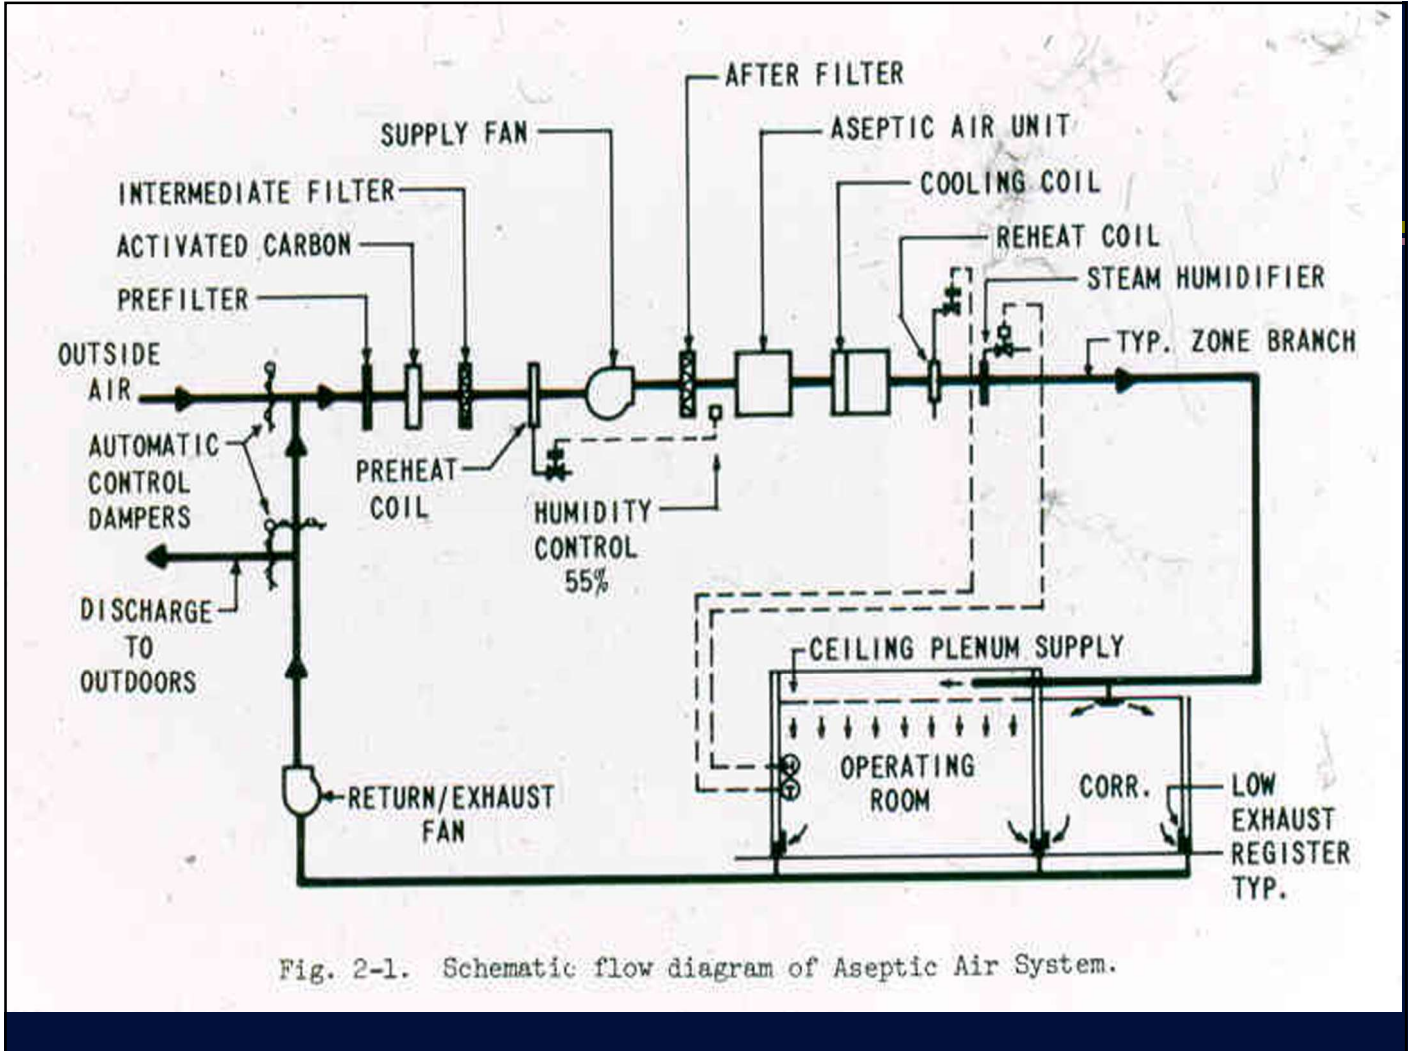 AFTER FILTER
SUPPLY FAN
ASEPTIC AIR UNIT
INTERMEDIATE FILTER
COOLING COIL
ACTIVATED CARBON
REHEAT COIL
PREFILTER
STEAM HUMIDIFIER
OUTSIDE
AIR
TYP. ZONE BRANCH
AUTOMATIC
CONTROL
DAMPERS
PREHEAT
COIL
HUMIDITY
CONTROL
55%
DISCHARGE
TO
OUTDOORS
CEILING PLENUM SUPPLY
OPERATING
ROOM
CORR.
LOW
EXHAUST
REGISTER
TYP.
RETURN/EXHAUST
FAN
H
T
Fig. 2-1. Schematic flow diagram of Aseptic Air System.